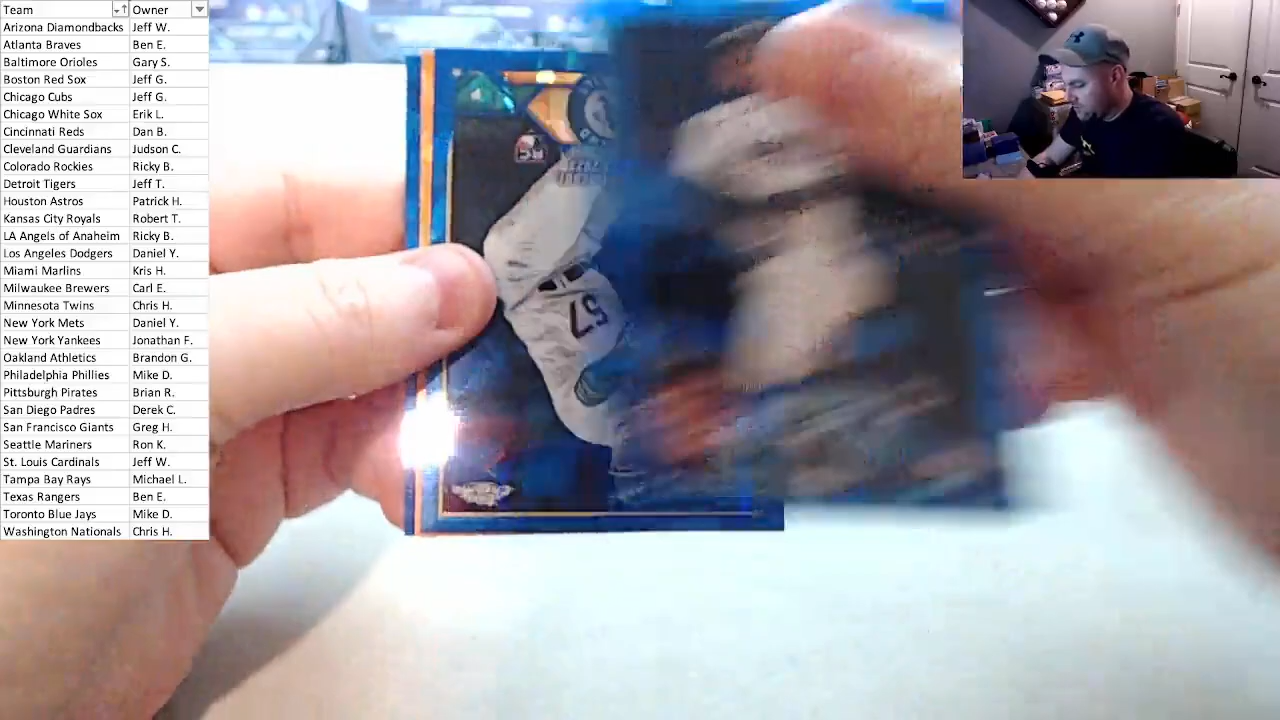 Team Owner
Arizona Diamondbacks Jeff W.
Atlanta Braves Ben E.
Baltimore Orioles Gary S.
Boston Red Sox Jeff G.
Chicago Cubs Jeff G.
Chicago White Sox Erik L.
Cincinnati Reds Dan B.
Cleveland Guardians Judson C.
Colorado Rockies Ricky B.
Detroit Tigers Jeff T.
Houston Astros Patrick H.
Kansas City Royals Robert T.
LA Angels of Anaheim Ricky B.
Los Angeles Dodgers Daniel Y.
Miami Marlins Kris H.
Milwaukee Brewers Carl E.
Minnesota Twins Chris H.
New York Mets Daniel Y.
New York Yankees Jonathan F.
Oakland Athletics Brandon G.
Philadelphia Phillies Mike D.
Pittsburgh Pirates Brian R.
San Diego Padres Derek C.
San Francisco Giants Greg H.
Seattle Mariners Ron K.
St. Louis Cardinals Jeff W.
Tampa Bay Rays Michael L.
Texas Rangers Ben E.
Toronto Blue Jays Mike D.
Washington Nationals Chris H.
57